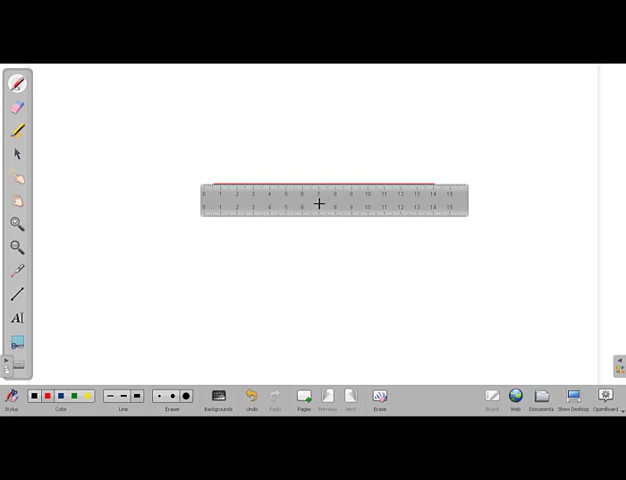 0 1 2 3 4 5 6 7 8 9 10 11 12 13 14 15
0 1 2 3 4 5 6 7 8 9 10 11 12 13 14 15
A
Stylus Color Line Eraser Backgrounds Undo Redo Pages Previous Next Erase Board Web Documents Show Desktop OpenBoard